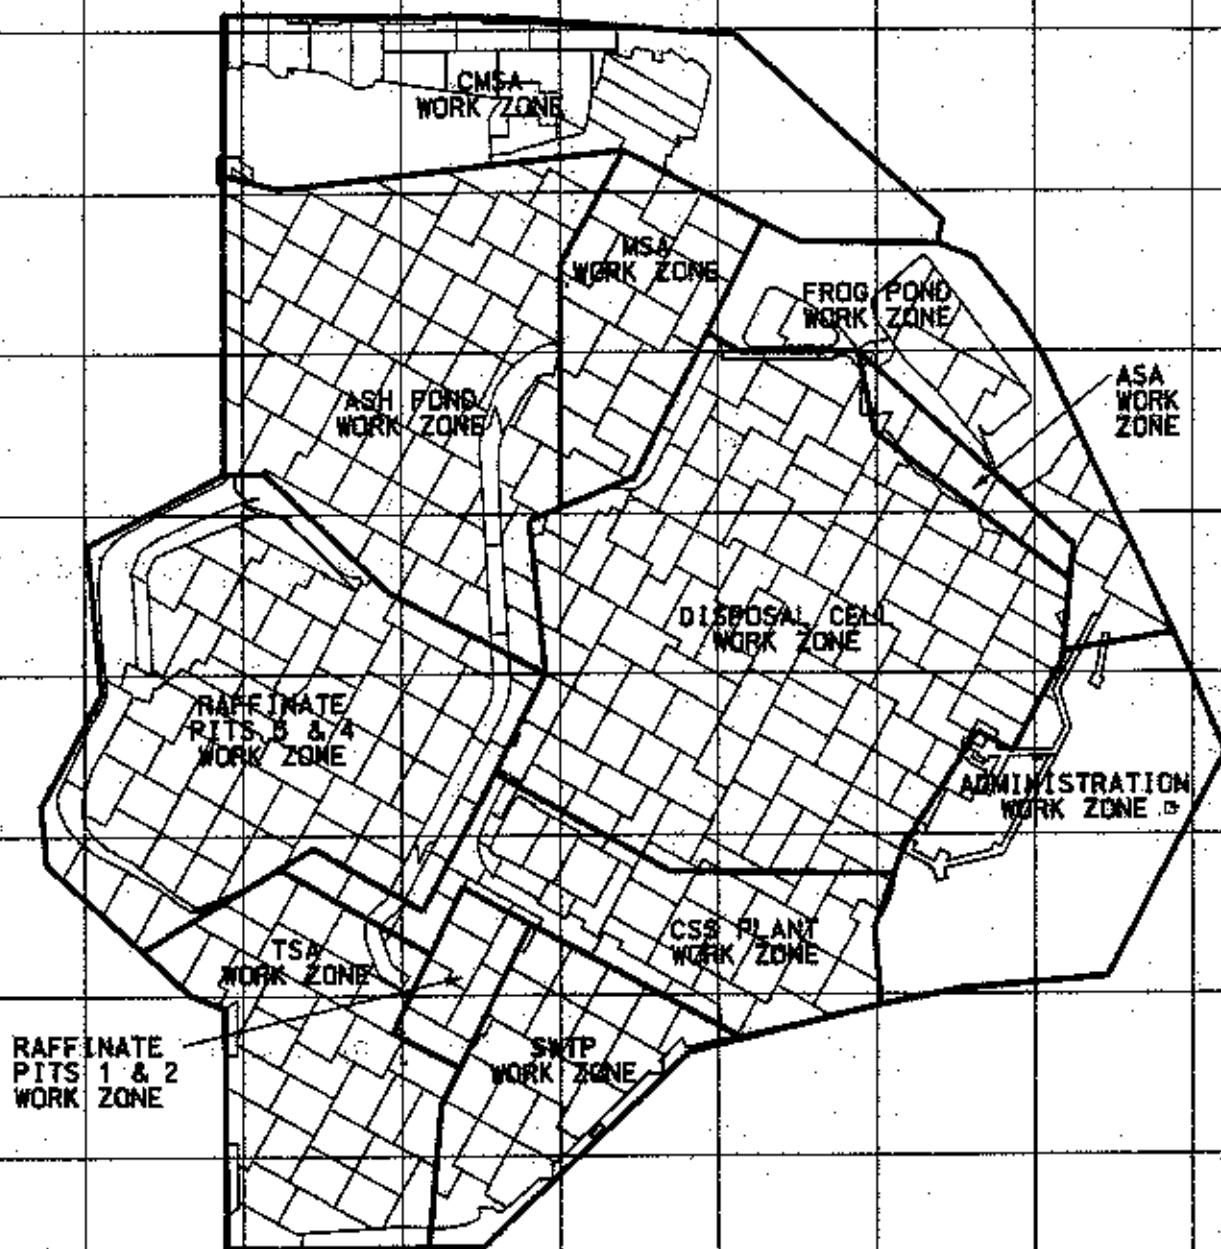 CMSA
WORK ZONE
MSA
WORK ZONE
FROG POND
WORK ZONE
ASA
WORK
ZONE
ASH POND
WORK ZONE
DISPOSAL CELL
WORK ZONE
RAFFINATE
PITS 3 & 4
WORK ZONE
ADMINISTRATION
WORK ZONE
CSS PLANT
WORK ZONE
TSA
WORK ZONE
RAFFINATE
PITS 1 & 2
WORK ZONE
SWTP
WORK ZONE